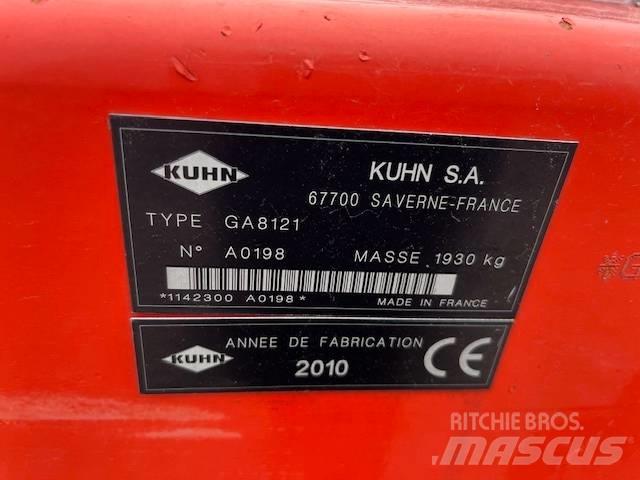 KUHN
KUHN S.A.
67700 SAVERNE-FRANCE
TYPE GA8121
N° A0198 MASSE 1930 kg
*1142300 A0198*
MADE IN FRANCE
KUHN
ANNEE DE FABRICATION
2010
CE
RITCHIE BROS.
MASCUS